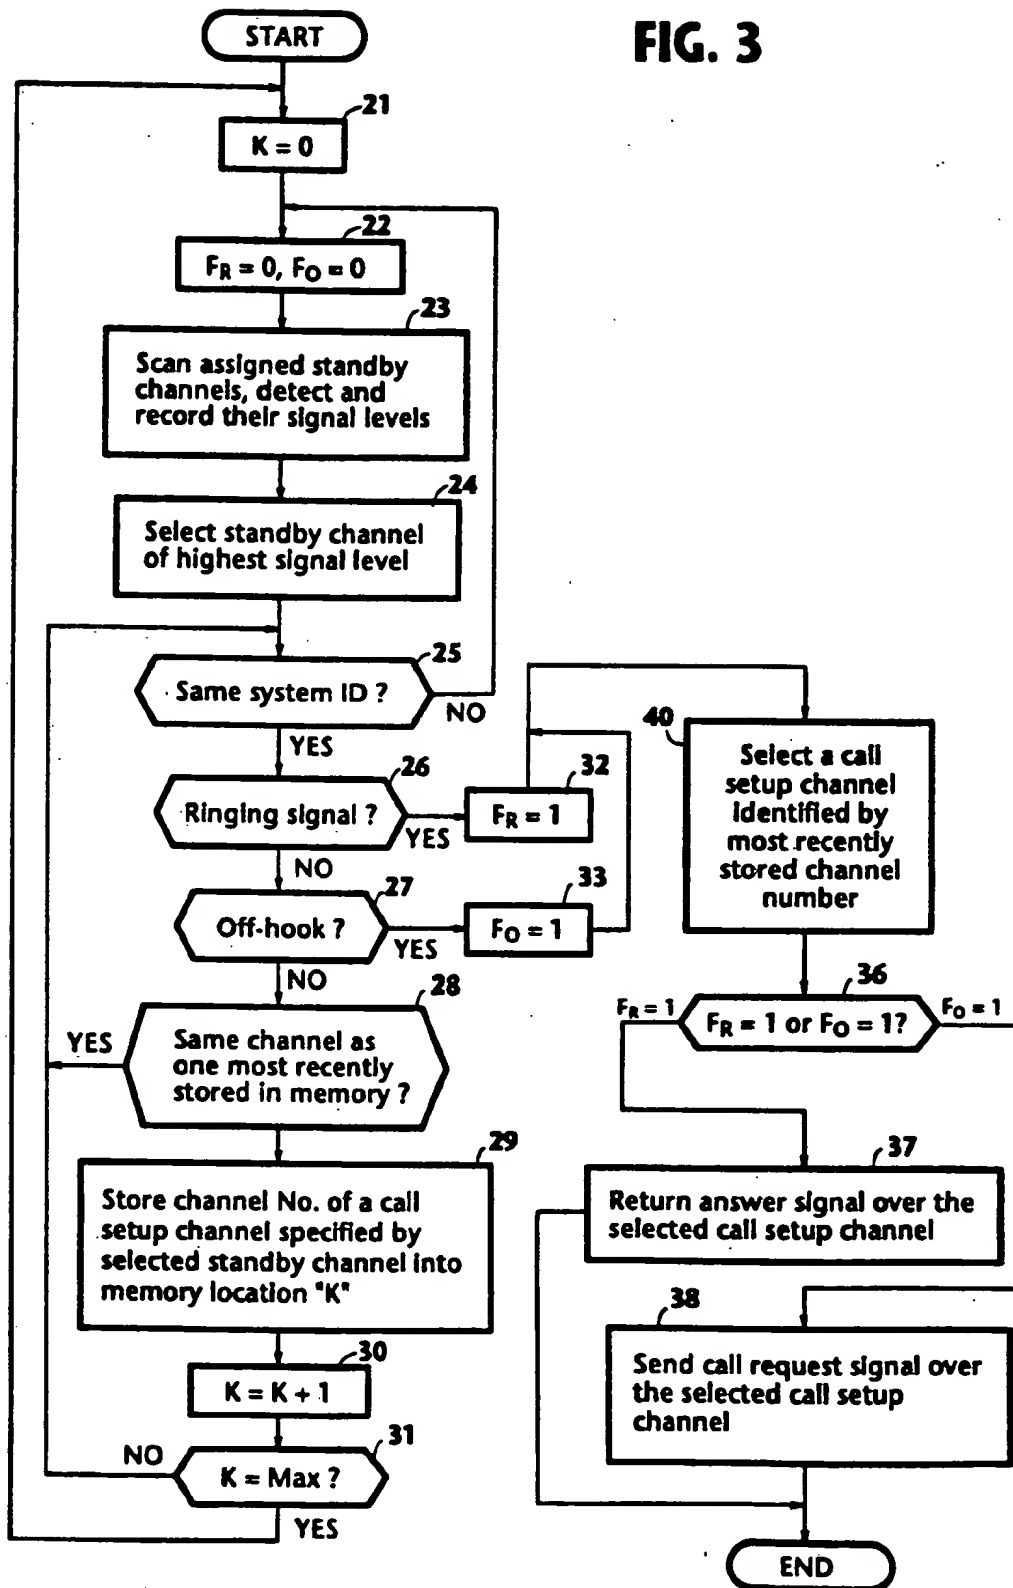 FIG. 3
START
21
K = 0
22
FR = 0, FO = 0
23
Scan assigned standby
channels, detect and
record their signal levels
24
Select standby channel
of highest signal level
25
Same system ID ?
NO
YES
26
Ringing signal ?
YES
32
FR = 1
NO
27
Off-hook ?
YES
33
FO = 1
NO
28
Same channel as
one most recently
stored in memory ?
YES
29
Store channel No. of a call
setup channel specified by
selected standby channel into
memory location "K"
30
K = K + 1
31
K = Max ?
NO
YES
40
Select a call
setup channel
identified by
most recently
stored channel
number
36
FR = 1
FR = 1 or FO = 1?
FO = 1
37
Return answer signal over the
selected call setup channel
38
Send call request signal over
the selected call setup
channel
END